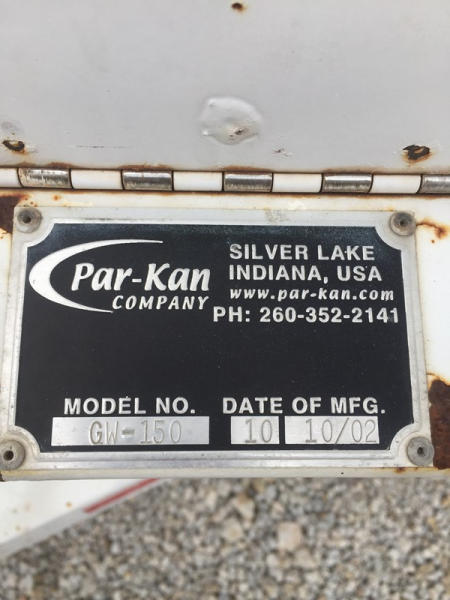 Par-Kan
COMPANY
SILVER LAKE
INDIANA, USA
www.par-kan.com
PH: 260-352-2141
MODEL NO. DATE OF MFG.
GW-150 10 10/02